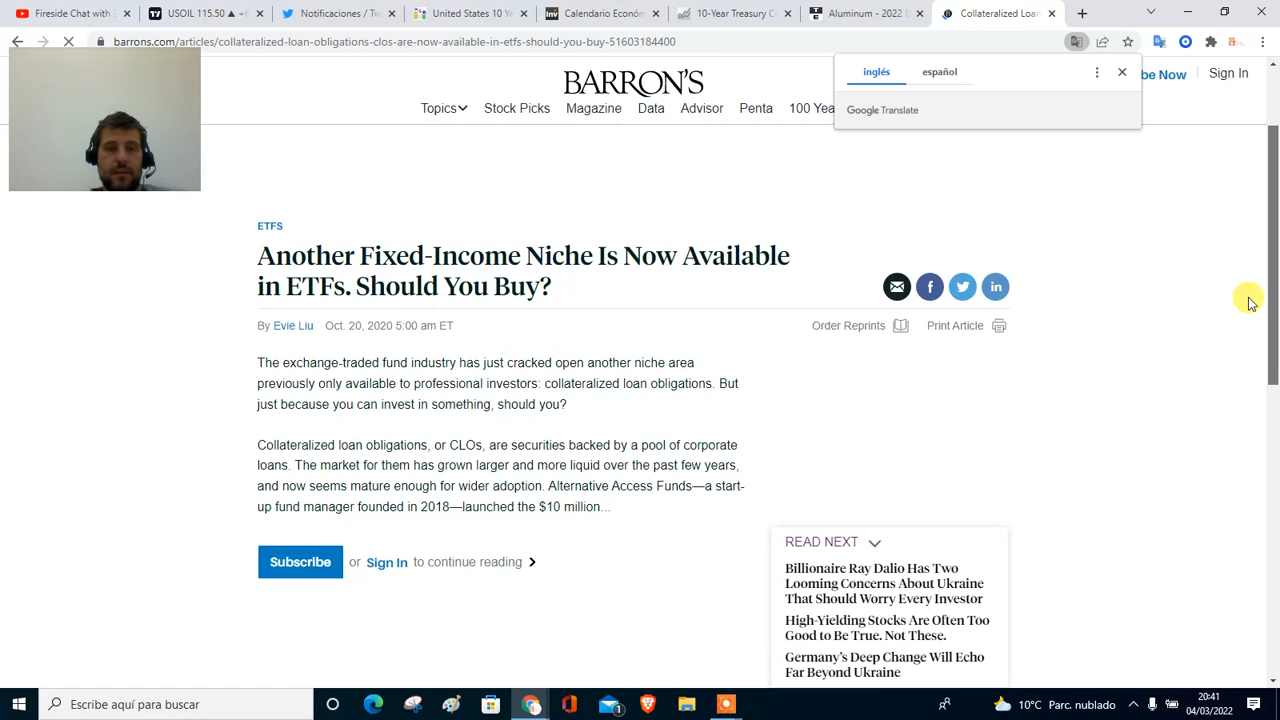 Fireside Chat with 2
USOIL 115.50 ▲ +6
Notificaciones / Tw
United States 10 Ye
Calendario Económ
10-Year Treasury C
Aluminum - 2022 D
Collateralized Loan
barrons.com/articles/collateralized-loan-obligations-clos-are-now-available-in-etfs-should-you-buy-51603184400
inglés español
Google Translate
BARRON'S
be Now Sign In
Topics Stock Picks Magazine Data Advisor Penta 100 Yea
ETFS
Another Fixed-Income Niche Is Now Available
in ETFs. Should You Buy?
By Evie Liu Oct. 20, 2020 5:00 am ET
Order Reprints Print Article
The exchange-traded fund industry has just cracked open another niche area
previously only available to professional investors: collateralized loan obligations. But
just because you can invest in something, should you?
Collateralized loan obligations, or CLOs, are securities backed by a pool of corporate
loans. The market for them has grown larger and more liquid over the past few years,
and now seems mature enough for wider adoption. Alternative Access Funds—a start-
up fund manager founded in 2018—launched the $10 million...
Subscribe or Sign In to continue reading
READ NEXT
Billionaire Ray Dalio Has Two
Looming Concerns About Ukraine
That Should Worry Every Investor
High-Yielding Stocks Are Often Too
Good to Be True. Not These.
Germany's Deep Change Will Echo
Far Beyond Ukraine
Escribe aquí para buscar
1
10°C Parc. nublado
20:41
04/03/2022